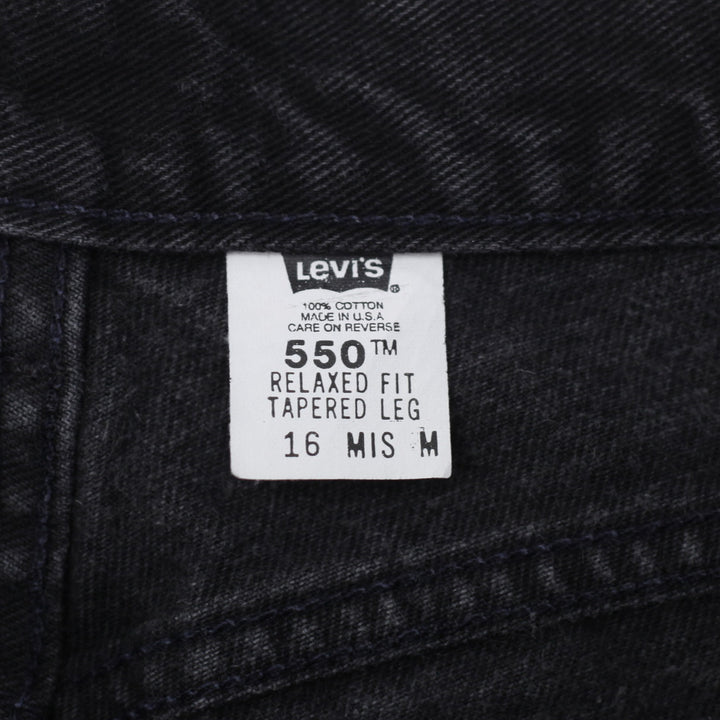 Levi's ®
100% COTTON
MADE IN U.S.A
CARE ON REVERSE
550™
RELAXED FIT
TAPERED LEG
16 MIS M